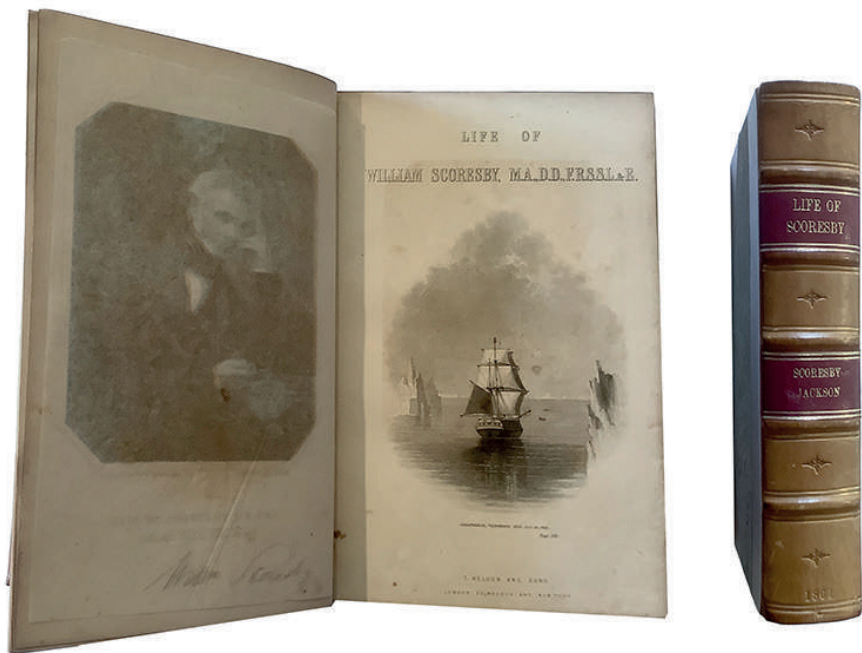 LIFE OF
WILLIAM SCORESBY, M.A., D.D., F.R.S.S.L. & E.
T. NELSON AND SONS
LONDON, EDINBURGH AND NEW YORK
LIFE OF
SCORESBY
SCORESBY-
JACKSON
1861